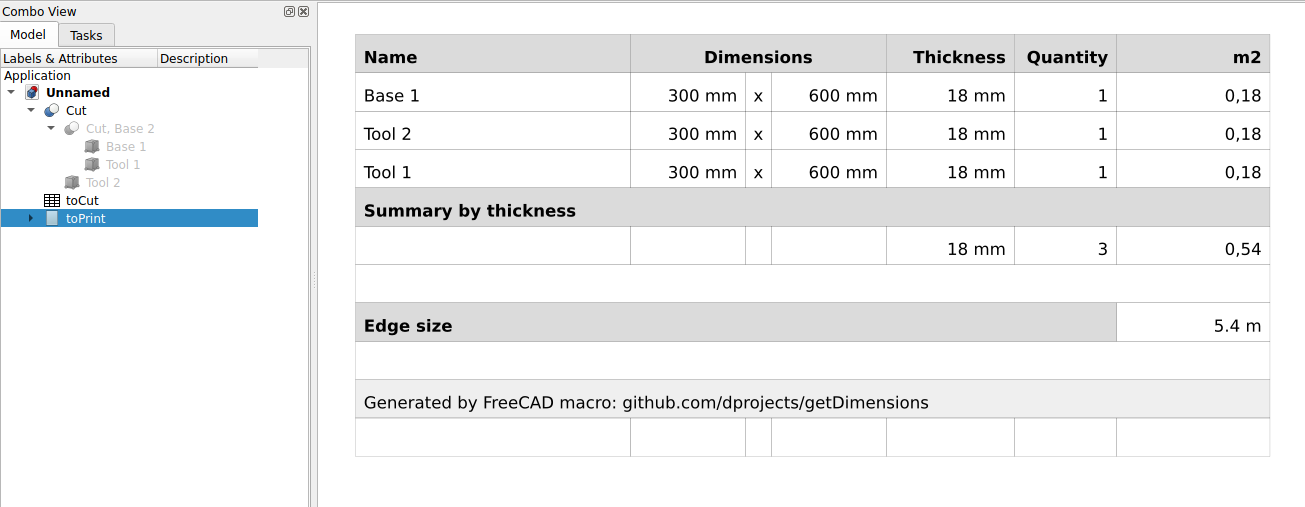 Combo View
Model Tasks
Labels & Attributes Description
Application
Unnamed
Cut
Cut, Base 2
Base 1
Tool 1
Tool 2
toCut
toPrint
Name Dimensions Thickness Quantity m2
Base 1 300 mm x 600 mm 18 mm 1 0,18
Tool 2 300 mm x 600 mm 18 mm 1 0,18
Tool 1 300 mm x 600 mm 18 mm 1 0,18
Summary by thickness
18 mm 3 0,54
Edge size 5.4 m
Generated by FreeCAD macro: github.com/dprojects/getDimensions